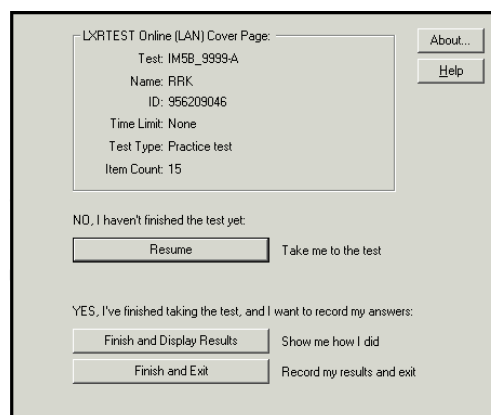 LXRTEST Online (LAN) Cover Page:
Test: IM5B_9999-A
Name: RRK
ID: 956209046
Time Limit: None
Test Type: Practice test
Item Count: 15
About...
Help
NO, I haven't finished the test yet:
Resume Take me to the test
YES, I've finished taking the test, and I want to record my answers:
Finish and Display Results Show me how I did
Finish and Exit Record my results and exit